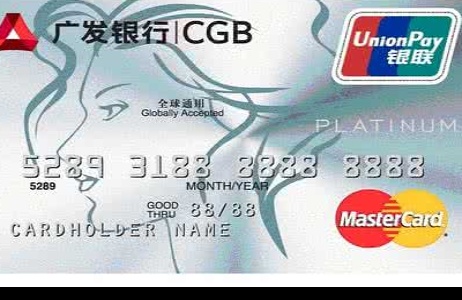 广发银行|CGB
UnionPay
银联
全球通用
Globally Accepted
PLATINUM
5289 3188 8888 8888
5289
MONTH/YEAR
GOOD THRU 88/88
CARDHOLDER NAME
MasterCard